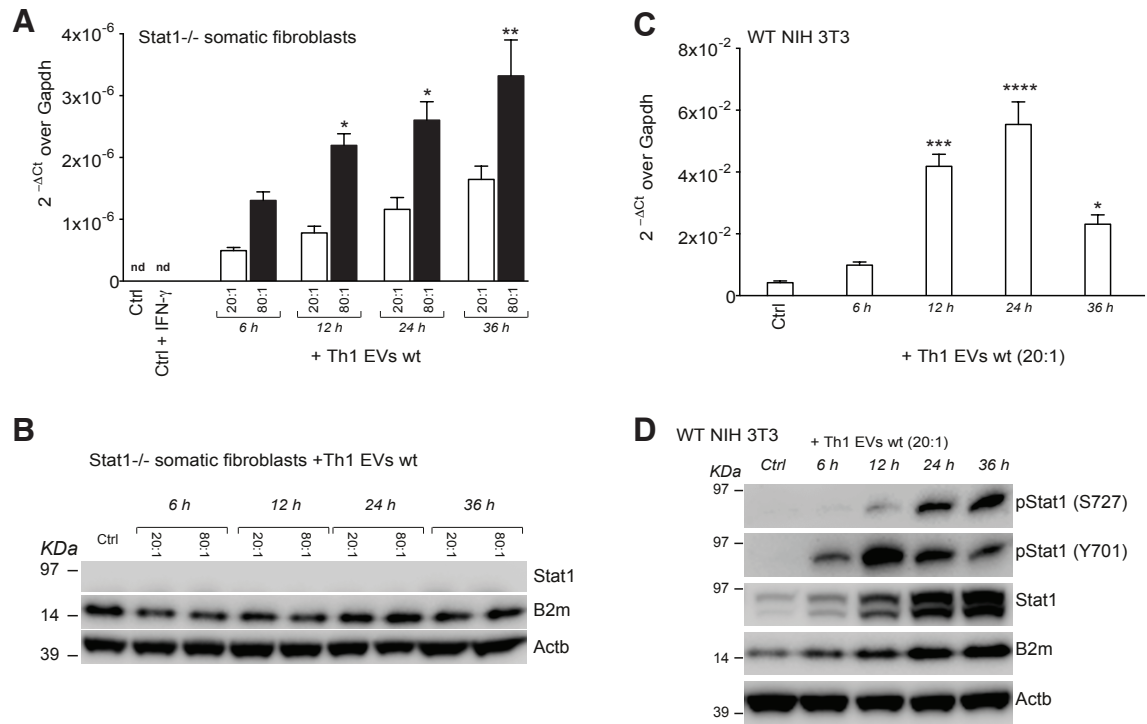 A
Stat1-/- somatic fibroblasts
4x10-6
3x10-6
2x10-6
1x10-6
0
2 −ΔCt over Gapdh
nd nd
* * **
Ctrl
Ctrl + IFN-γ
20:1 80:1 20:1 80:1 20:1 80:1 20:1 80:1
6 h 12 h 24 h 36 h
+ Th1 EVs wt
B
Stat1-/- somatic fibroblasts +Th1 EVs wt
6 h 12 h 24 h 36 h
KDa Ctrl 20:1 80:1 20:1 80:1 20:1 80:1 20:1 80:1
97 Stat1
14 B2m
39 Actb
C
WT NIH 3T3
8x10-2
6x10-2
4x10-2
2x10-2
0
2 −ΔCt over Gapdh
*** **** *
Ctrl 6 h 12 h 24 h 36 h
+ Th1 EVs wt (20:1)
D
WT NIH 3T3
+ Th1 EVs wt (20:1)
KDa Ctrl 6 h 12 h 24 h 36 h
97 pStat1 (S727)
97 pStat1 (Y701)
97 Stat1
14 B2m
39 Actb